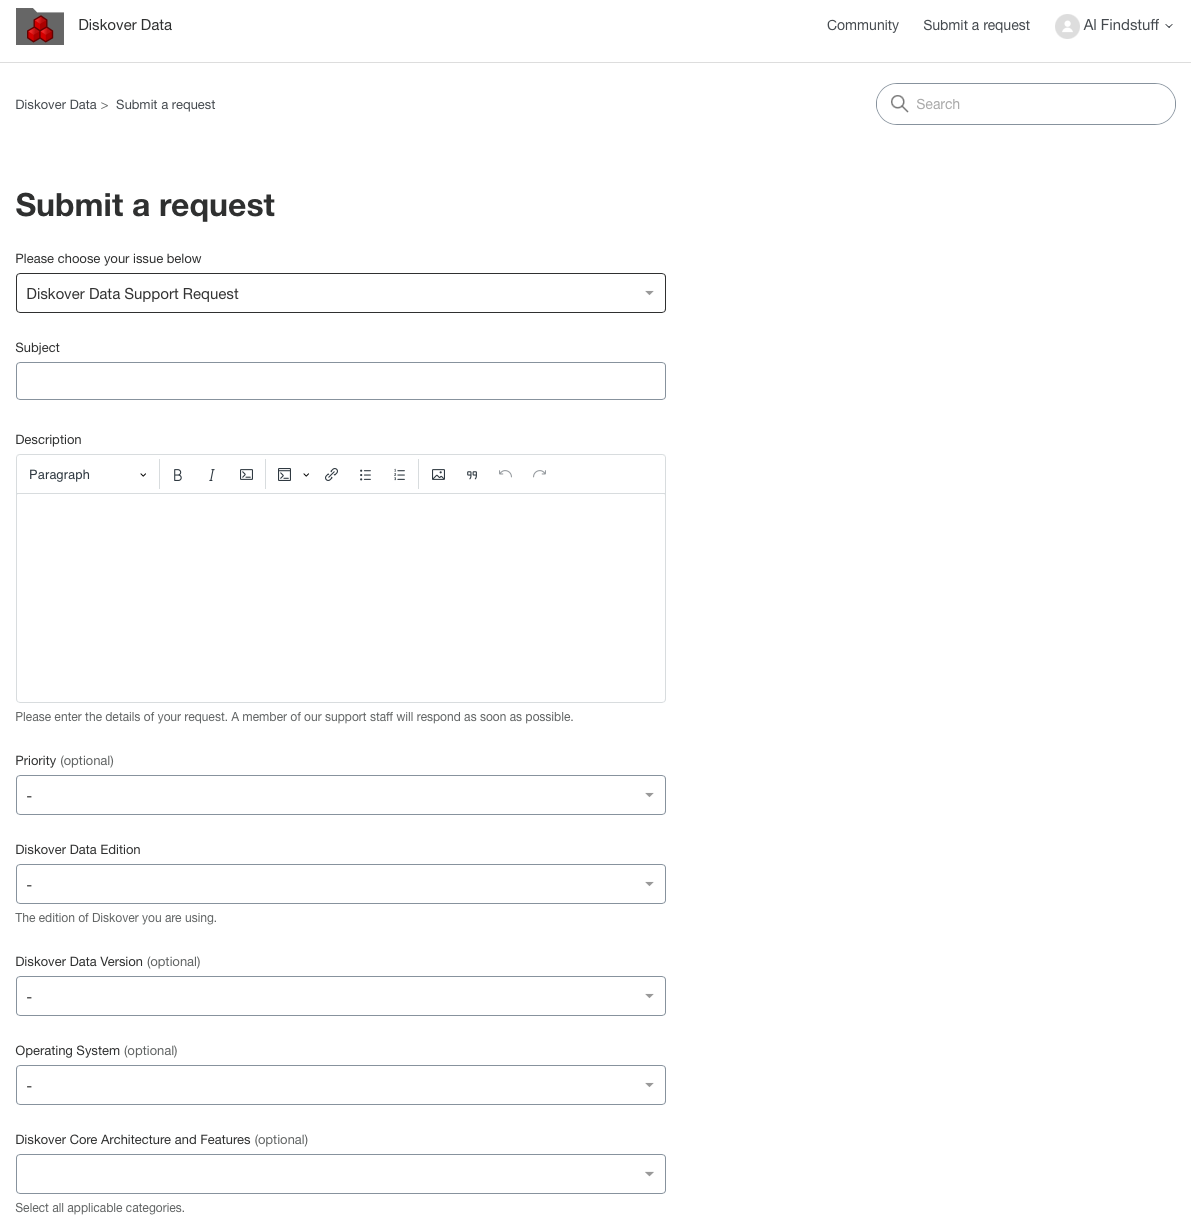 Diskover Data
Community
Submit a request
Al Findstuff
Diskover Data > Submit a request
Search
Submit a request
Please choose your issue below
Diskover Data Support Request
Subject
Description
Paragraph
Please enter the details of your request. A member of our support staff will respond as soon as possible.
Priority (optional)
-
Diskover Data Edition
-
The edition of Diskover you are using.
Diskover Data Version (optional)
-
Operating System (optional)
-
Diskover Core Architecture and Features (optional)
Select all applicable categories.